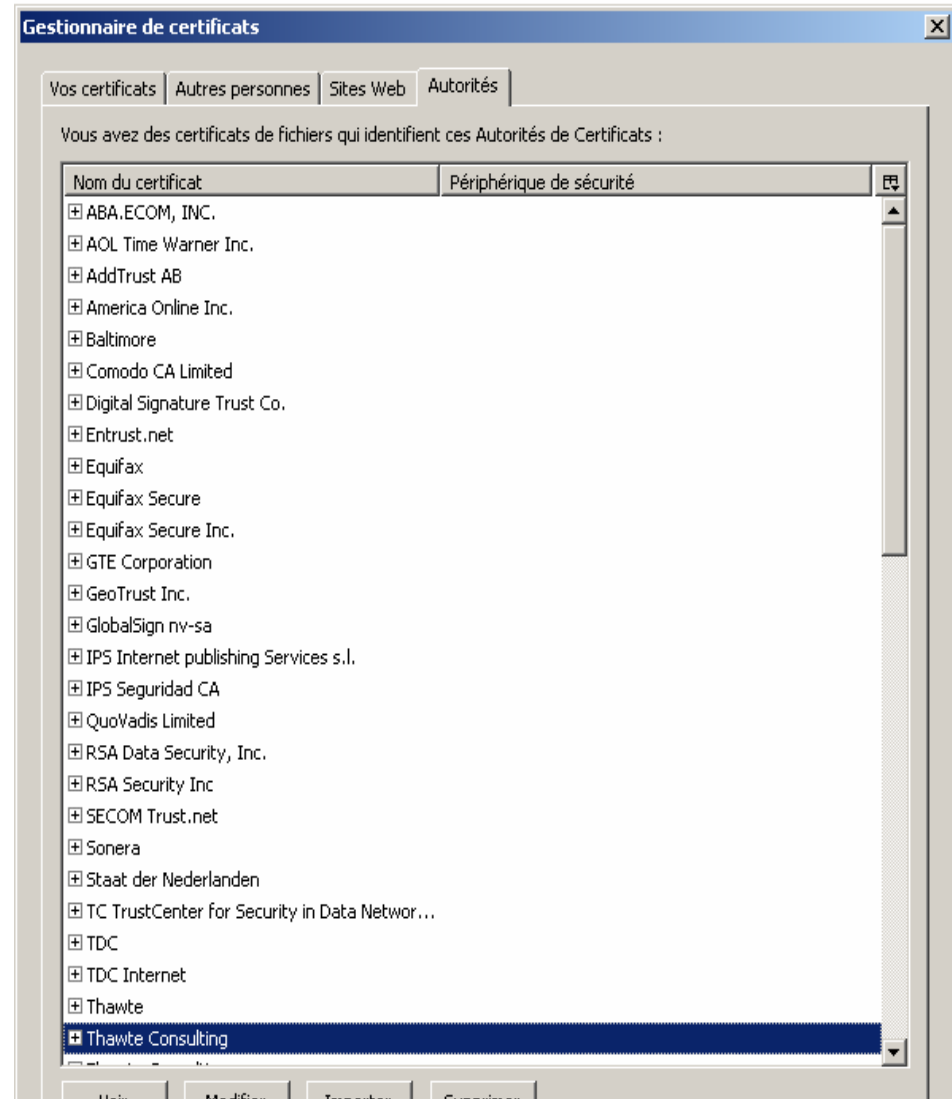 Gestionnaire de certificats
Vos certificats Autres personnes Sites Web Autorités
Vous avez des certificats de fichiers qui identifient ces Autorités de Certificats :
Nom du certificat Périphérique de sécurité
ABA.ECOM, INC.
AOL Time Warner Inc.
AddTrust AB
America Online Inc.
Baltimore
Comodo CA Limited
Digital Signature Trust Co.
Entrust.net
Equifax
Equifax Secure
Equifax Secure Inc.
GTE Corporation
GeoTrust Inc.
GlobalSign nv-sa
IPS Internet publishing Services s.l.
IPS Seguridad CA
QuoVadis Limited
RSA Data Security, Inc.
RSA Security Inc
SECOM Trust.net
Sonera
Staat der Nederlanden
TC TrustCenter for Security in Data Networ...
TDC
TDC Internet
Thawte
Thawte Consulting
Voir Modifier Importer Supprimer